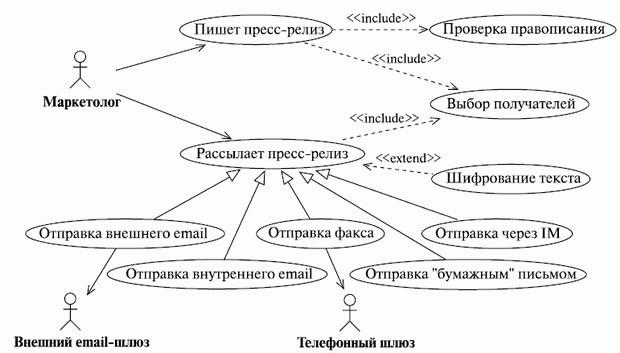 Пишет пресс-релиз
<<include>>
Проверка правописания
<<include>>
Маркетолог
Выбор получателей
<<include>>
Рассылает пресс-релиз
<<extend>>
Шифрование текста
Отправка внешнего email
Отправка факса
Отправка через IM
Отправка внутреннего email
Отправка "бумажным" письмом
Внешний email-шлюз
Телефонный шлюз